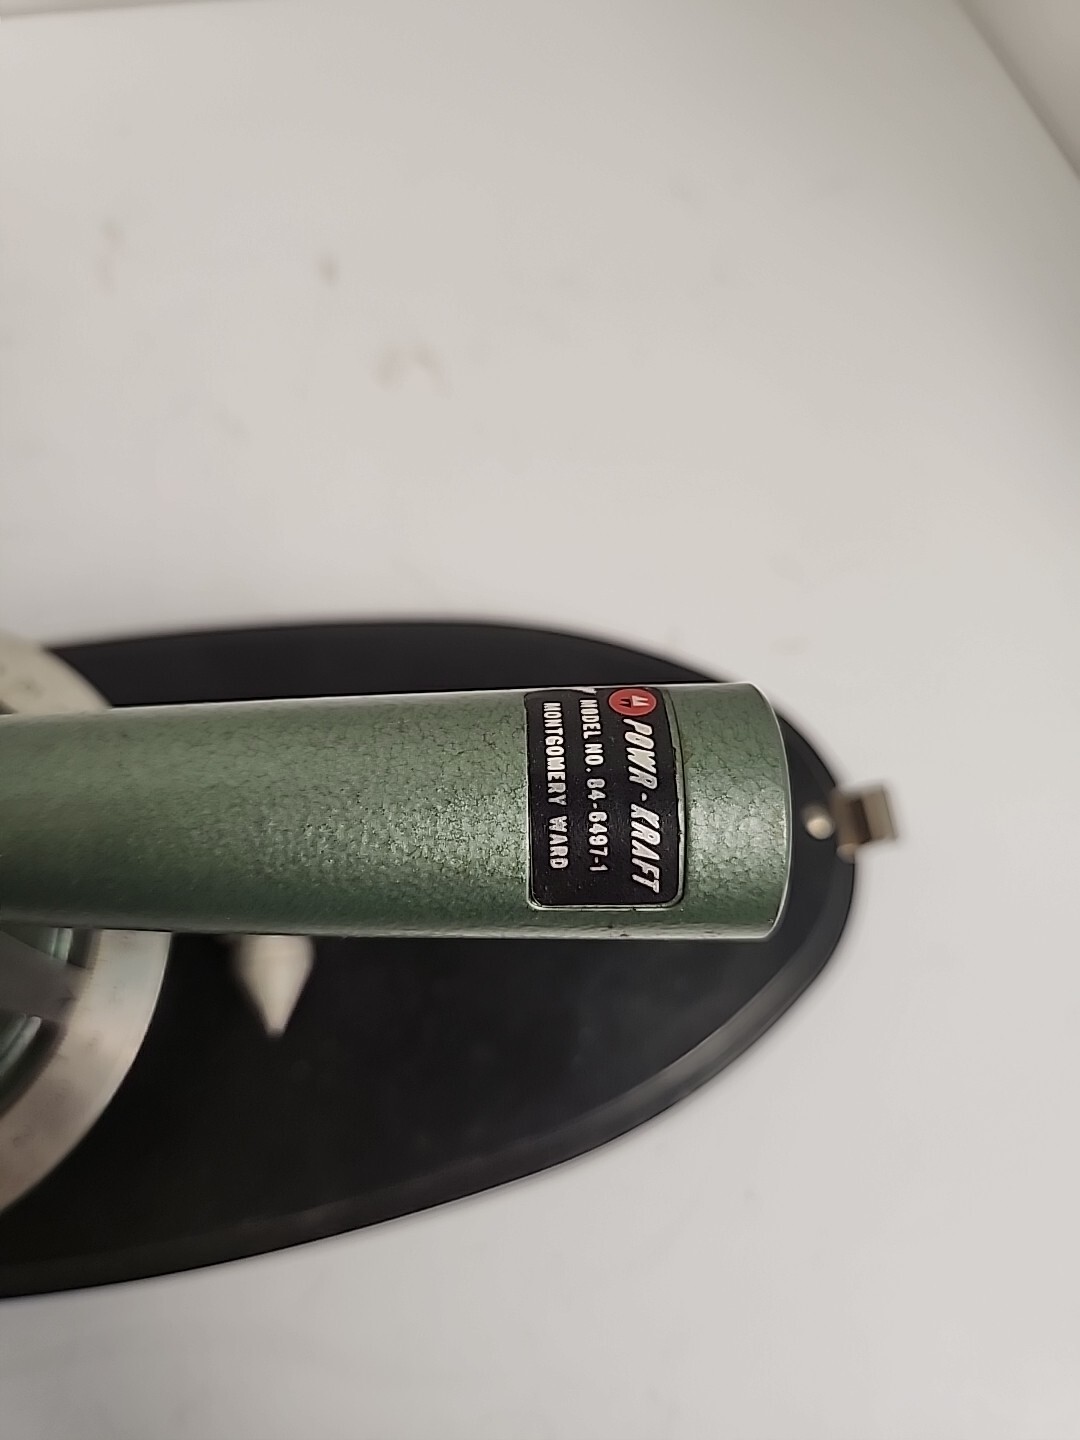 POWR-KRAFT
MODEL NO. 84-6497-1
MONTGOMERY WARD